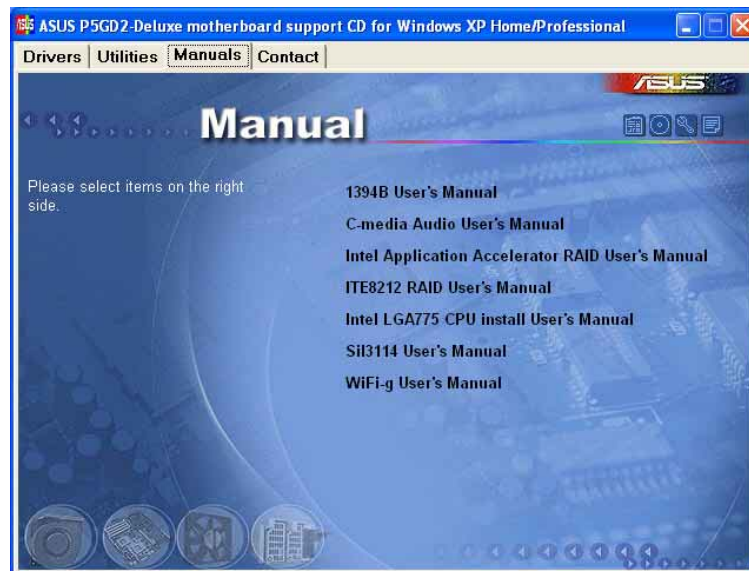 ASUS P5GD2-Deluxe motherboard support CD for Windows XP Home/Professional
Drivers Utilities Manuals Contact
ASUS
Manual
Please select items on the right
side.
1394B User's Manual
C-media Audio User's Manual
Intel Application Accelerator RAID User's Manual
ITE8212 RAID User's Manual
Intel LGA775 CPU install User's Manual
Sil3114 User's Manual
WiFi-g User's Manual